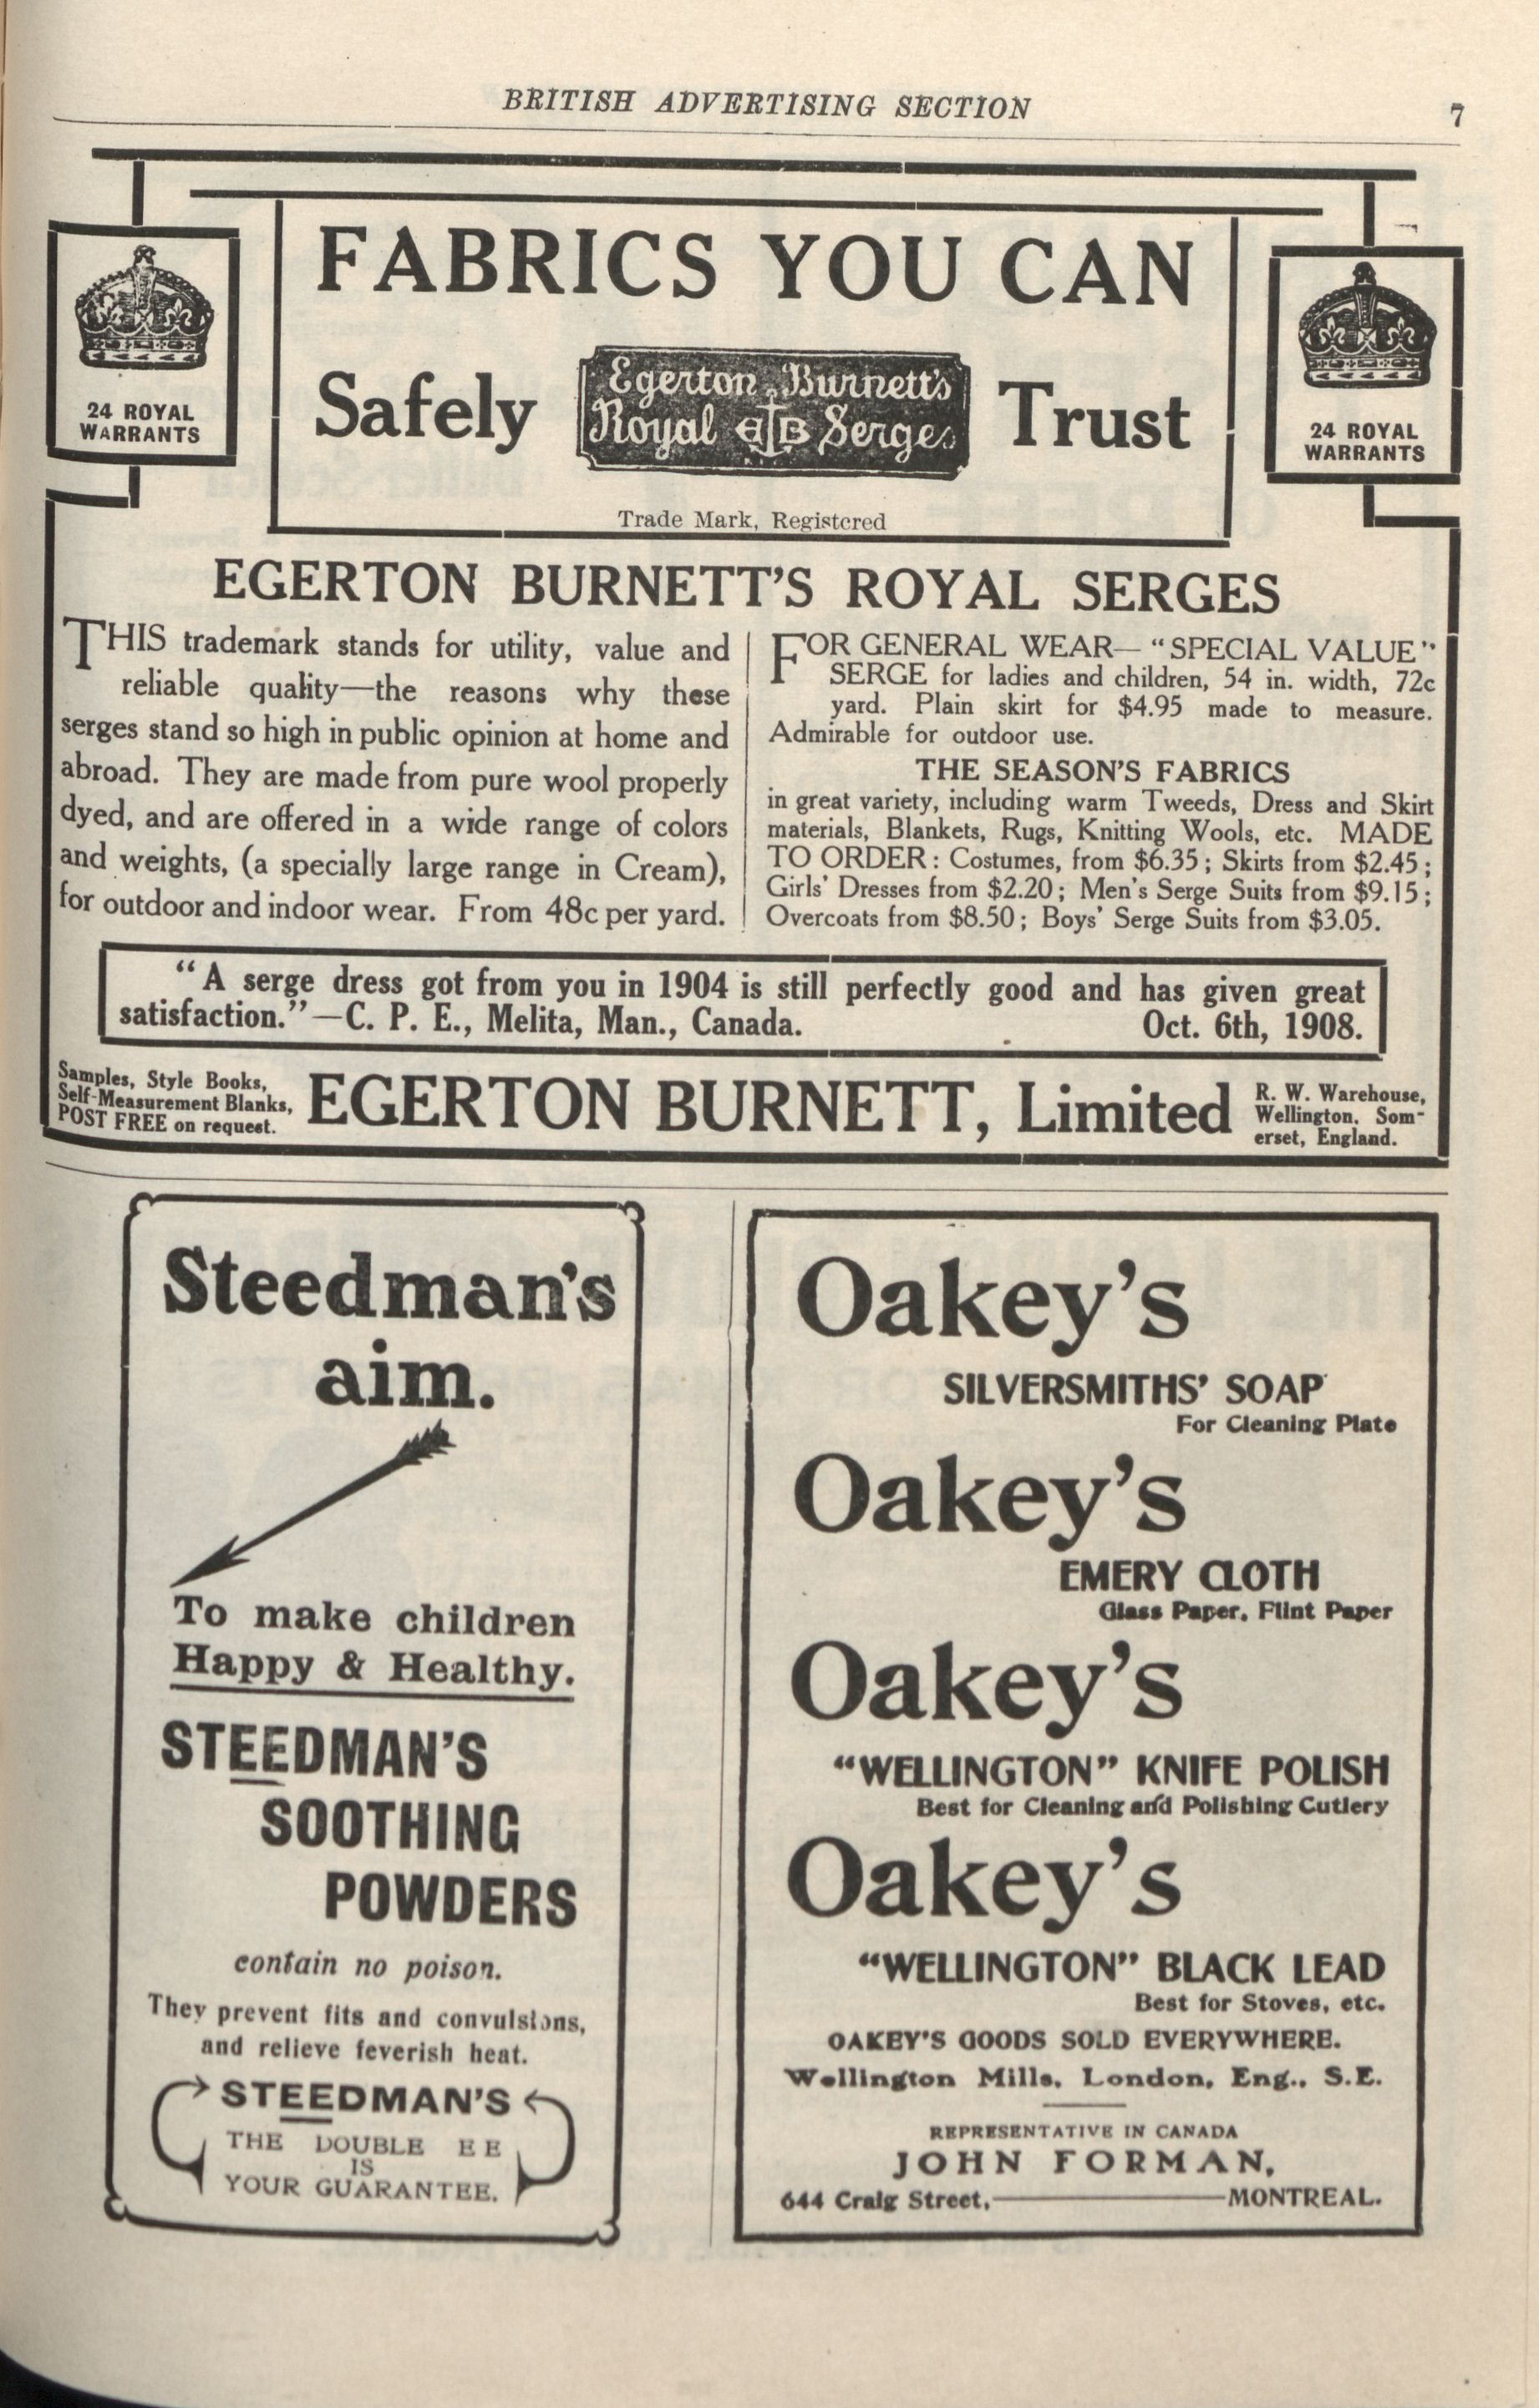 BRITISH ADVERTISING SECTION
7
24 ROYAL
WARRANTS
FABRICS YOU CAN
Safely
Egerton Burnett's
Royal EB Serges
Trust
Trade Mark, Registered
24 ROYAL
WARRANTS
EGERTON BURNETT'S ROYAL SERGES
THIS trademark stands for utility, value and
reliable quality—the reasons why these
serges stand so high in public opinion at home and
abroad. They are made from pure wool properly
dyed, and are offered in a wide range of colors
and weights, (a specially large range in Cream),
for outdoor and indoor wear. From 48c per yard.
FOR GENERAL WEAR—"SPECIAL VALUE"
SERGE for ladies and children, 54 in. width, 72c
yard. Plain skirt for $4.95 made to measure.
Admirable for outdoor use.
THE SEASON'S FABRICS
in great variety, including warm Tweeds, Dress and Skirt
materials, Blankets, Rugs, Knitting Wools, etc. MADE
TO ORDER: Costumes, from $6.35; Skirts from $2.45;
Girls' Dresses from $2.20; Men's Serge Suits from $9.15;
Overcoats from $8.50; Boys' Serge Suits from $3.05.
"A serge dress got from you in 1904 is still perfectly good and has given great
satisfaction."—C. P. E., Melita, Man., Canada. Oct. 6th, 1908.
Samples, Style Books,
Self-Measurement Blanks,
POST FREE on request.
EGERTON BURNETT, Limited
R. W. Warehouse,
Wellington, Som-
erset, England.
Steedman's
aim.
To make children
Happy & Healthy.
STEEDMAN'S
SOOTHING
POWDERS
contain no poison.
They prevent fits and convulsions,
and relieve feverish heat.
STEEDMAN'S
THE DOUBLE EE
IS
YOUR GUARANTEE.
Oakey's
SILVERSMITHS' SOAP
For Cleaning Plate
Oakey's
EMERY CLOTH
Glass Paper, Flint Paper
Oakey's
"WELLINGTON" KNIFE POLISH
Best for Cleaning and Polishing Cutlery
Oakey's
"WELLINGTON" BLACK LEAD
Best for Stoves, etc.
OAKEY'S GOODS SOLD EVERYWHERE.
Wellington Mills, London, Eng., S.E.
REPRESENTATIVE IN CANADA
JOHN FORMAN,
644 Craig Street,—MONTREAL.